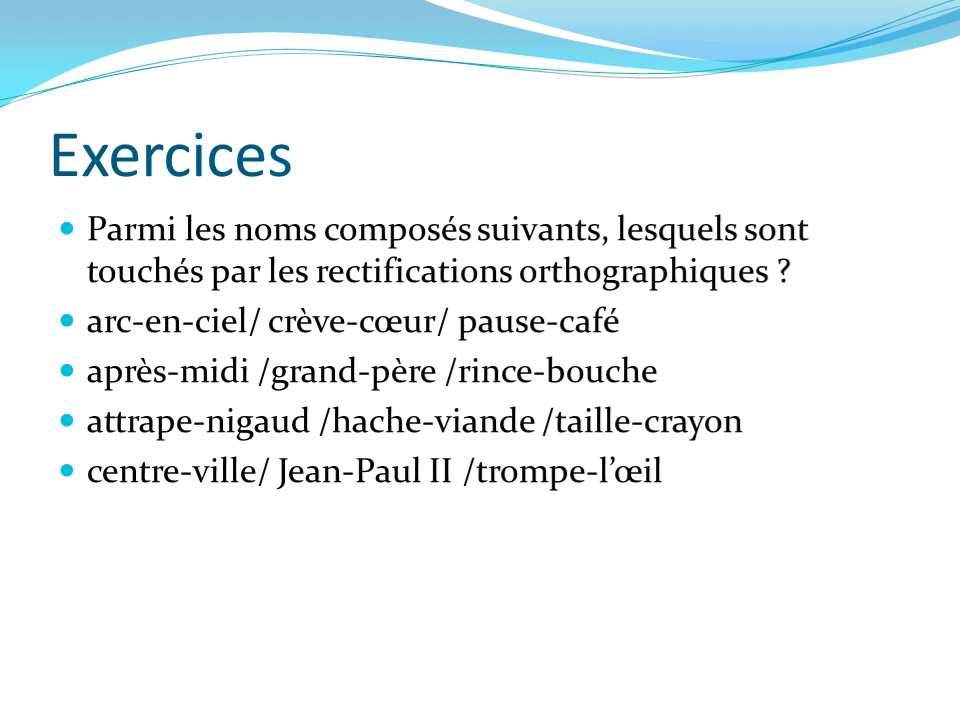 Exercices
Parmi les noms composés suivants, lesquels sont
touchés par les rectifications orthographiques ?
arc-en-ciel/ crève-cœur/ pause-café
après-midi /grand-père /rince-bouche
attrape-nigaud /hache-viande /taille-crayon
centre-ville/ Jean-Paul II /trompe-l’œil